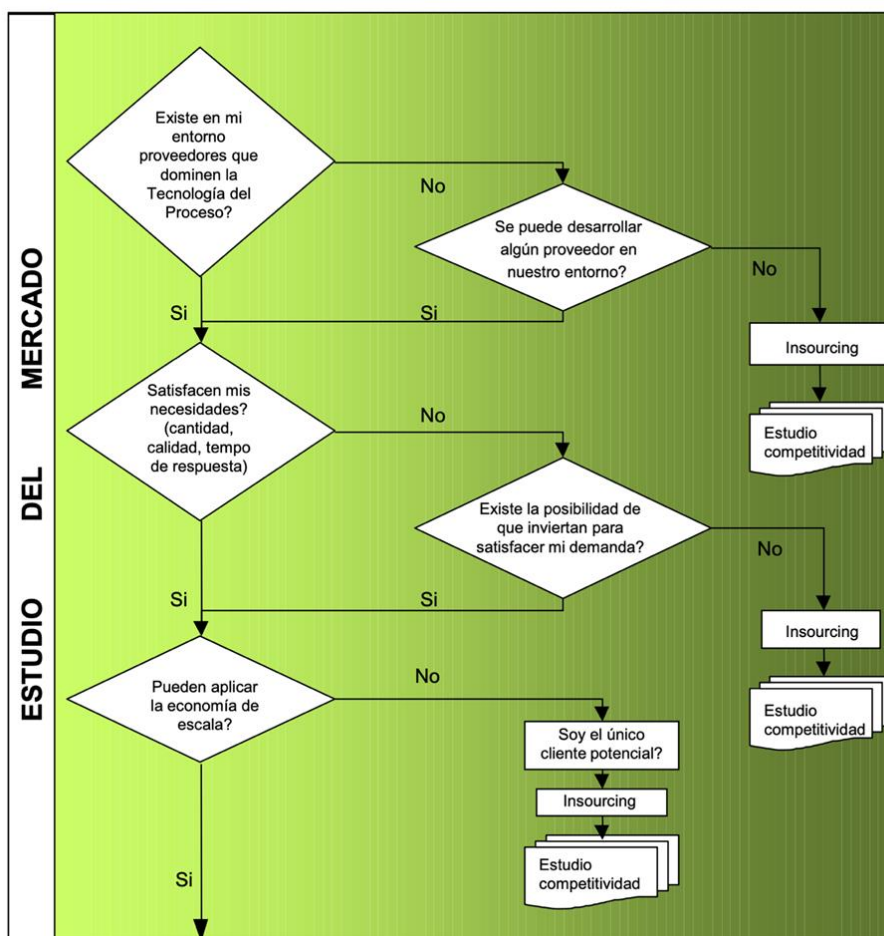 ESTUDIO DEL MERCADO
Existe en mi
entorno
proveedores que
dominen la
Tecnología del
Proceso?
No
Se puede desarrollar
algún proveedor en
nuestro entorno?
No
Si
Si
Insourcing
Estudio
competitividad
Satisfacen mis
necesidades?
(cantidad,
calidad, tempo
de respuesta)
No
Existe la posibilidad de
que inviertan para
satisfacer mi demanda?
No
Si
Si
Insourcing
Estudio
competitividad
Pueden aplicar
la economía de
escala?
No
Soy el único
cliente potencial?
Insourcing
Estudio
competitividad
Si